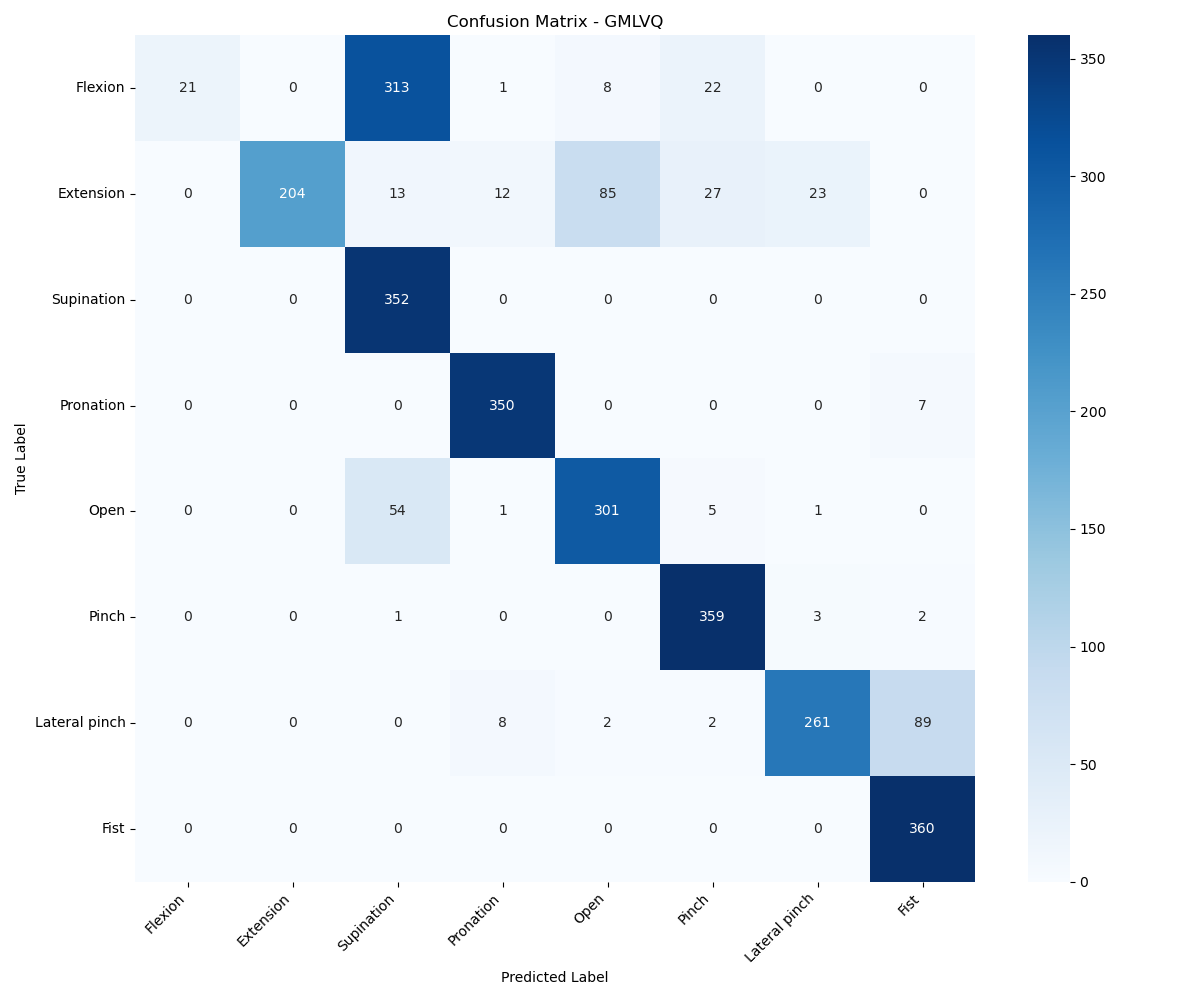 Confusion Matrix - GMLVQ
True Label
Flexion 21 0 313 1 8 22 0 0
Extension 0 204 13 12 85 27 23 0
Supination 0 0 352 0 0 0 0 0
Pronation 0 0 0 350 0 0 0 7
Open 0 0 54 1 301 5 1 0
Pinch 0 0 1 0 0 359 3 2
Lateral pinch 0 0 0 8 2 2 261 89
Fist 0 0 0 0 0 0 0 360
Flexion Extension Supination Pronation Open Pinch Lateral pinch Fist
Predicted Label
350
300
250
200
150
100
50
0